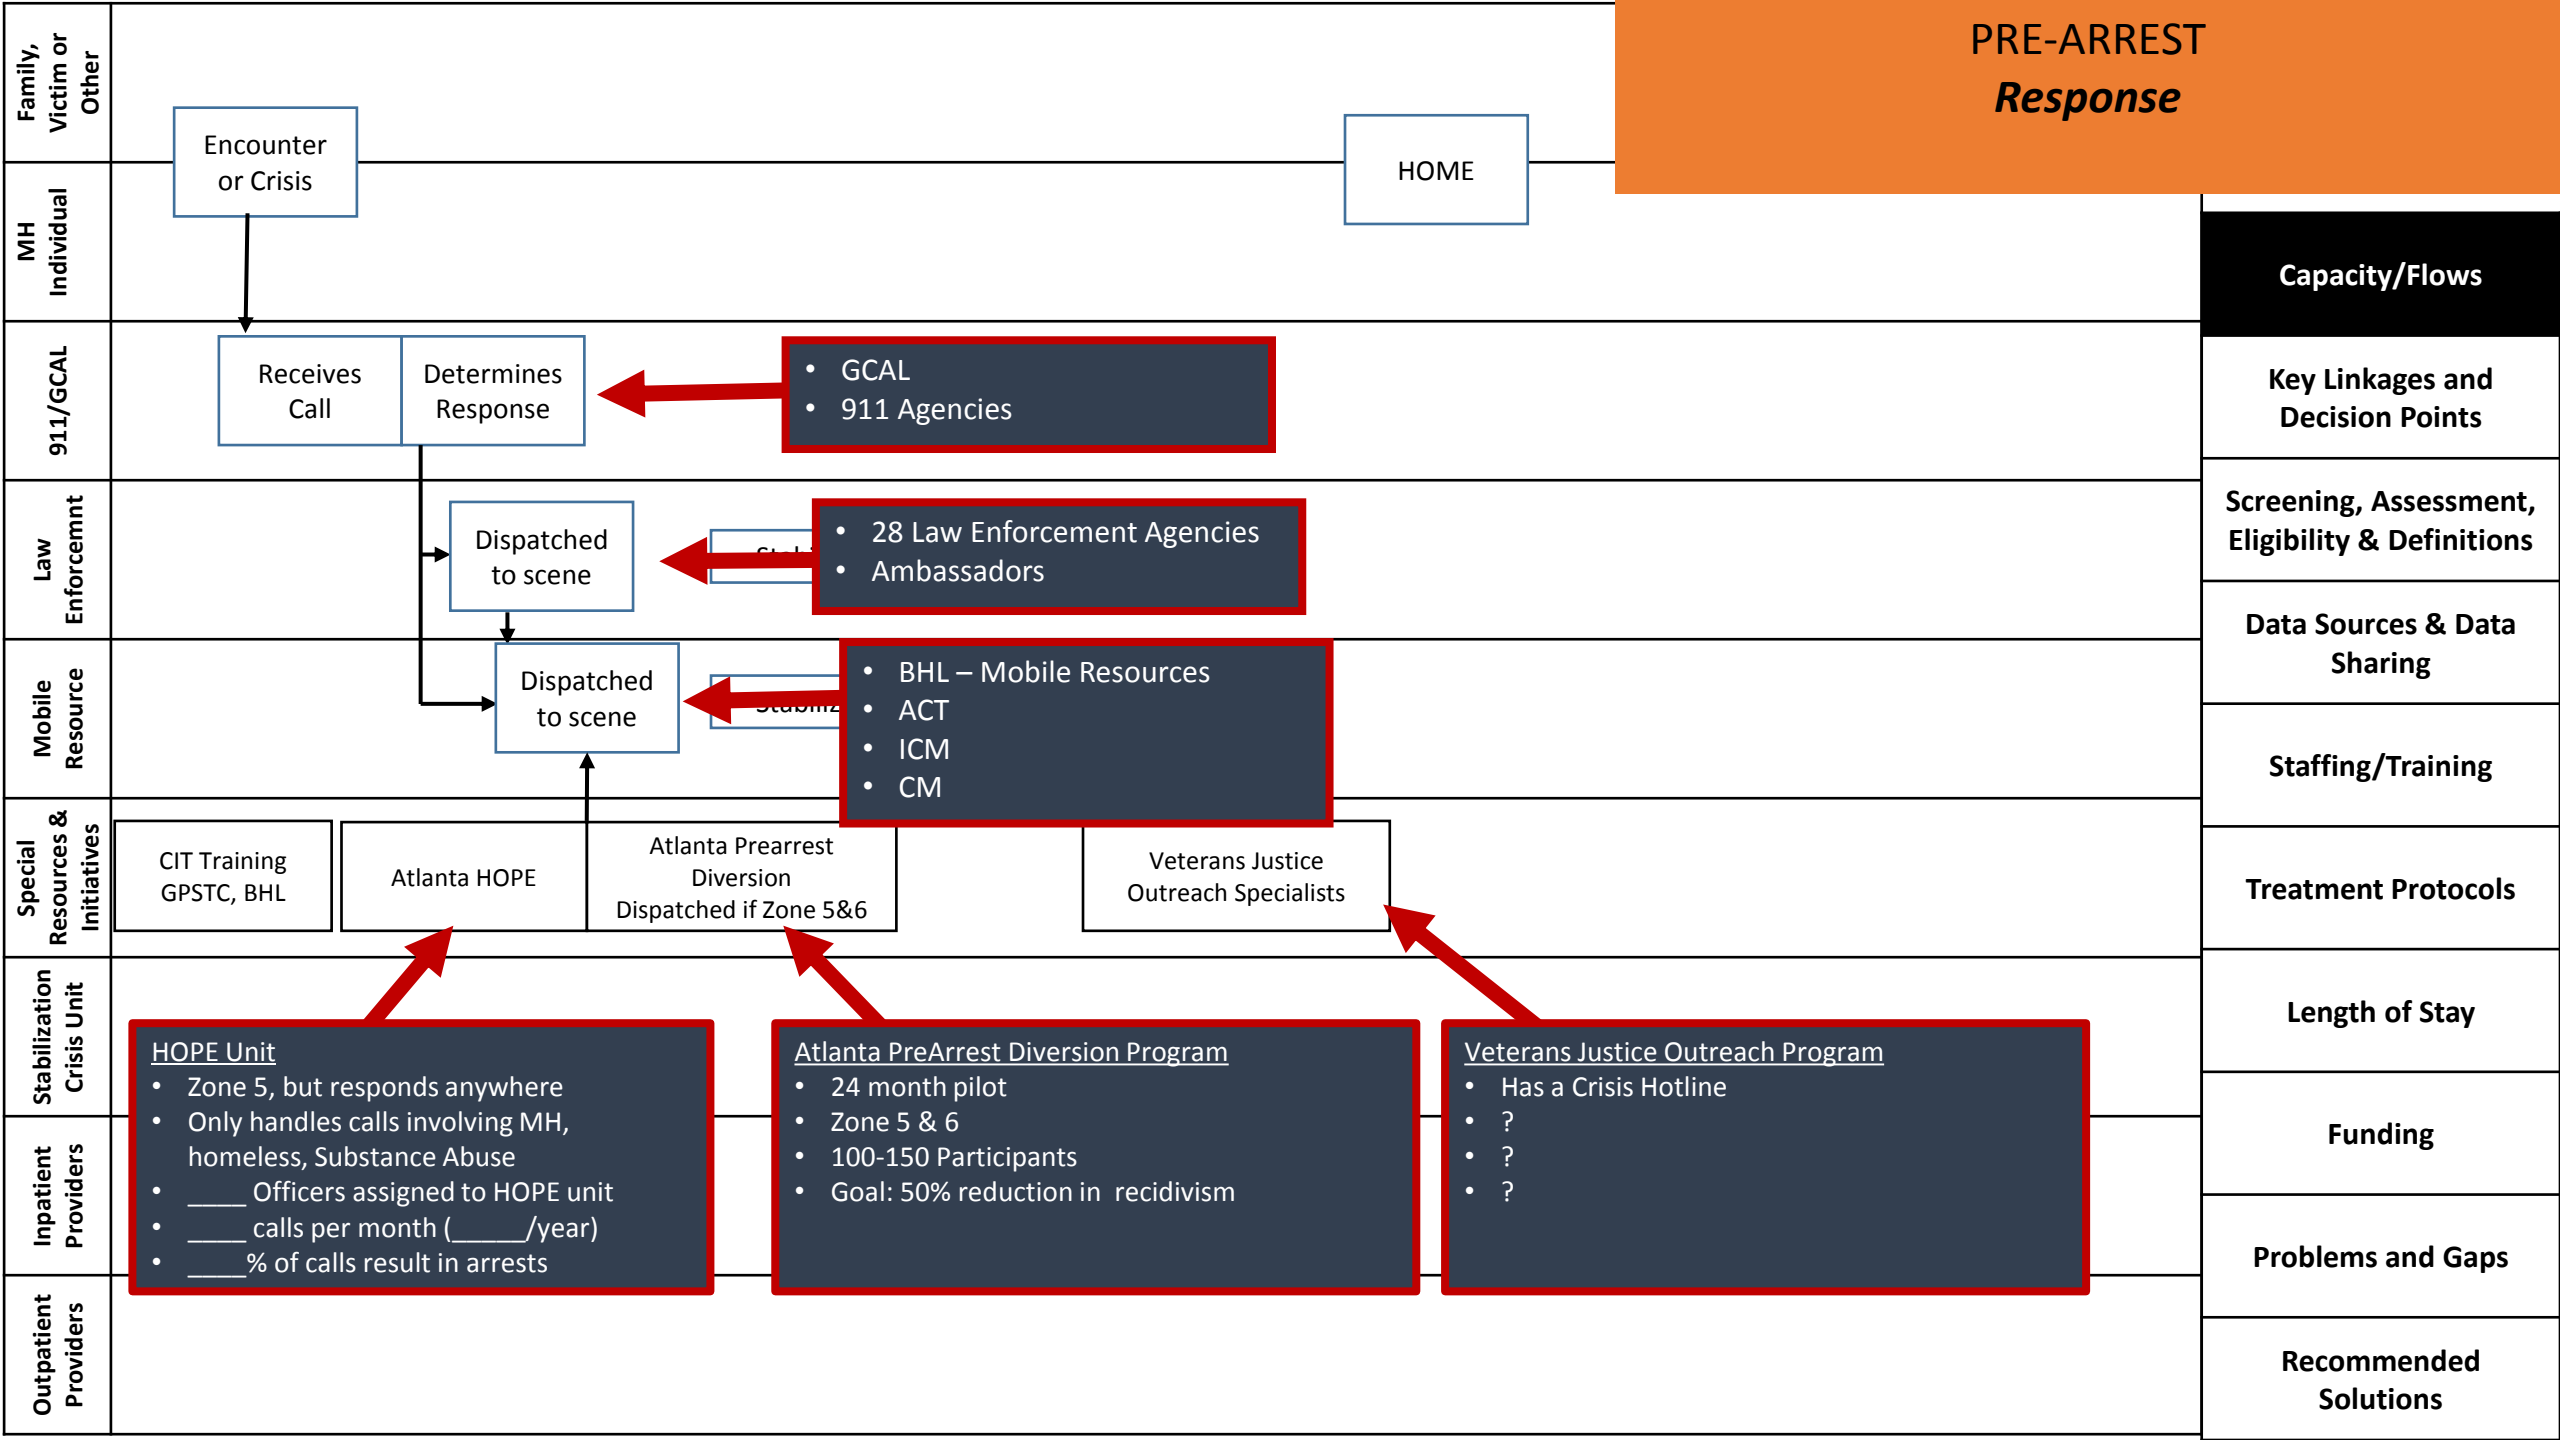 PRE-ARREST
Response
Family,
Victim or
Other
Encounter
or Crisis
HOME
MH
Individual
911/GCAL
Receives
Call
Determines
Response
• GCAL
• 911 Agencies
Law
Enforcemnt
Dispatched
to scene
• 28 Law Enforcement Agencies
• Ambassadors
Mobile
Resource
Dispatched
to scene
• BHL – Mobile Resources
• ACT
• ICM
• CM
Special
Resources &
Initiatives
CIT Training
GPSTC, BHL
Atlanta HOPE
Atlanta Prearrest
Diversion
Dispatched if Zone 5&6
Veterans Justice
Outreach Specialists
Stabilization
Crisis Unit
Inpatient
Providers
Outpatient
Providers
HOPE Unit
• Zone 5, but responds anywhere
• Only handles calls involving MH,
homeless, Substance Abuse
• ____ Officers assigned to HOPE unit
• ____ calls per month (_____/year)
• ____% of calls result in arrests
Atlanta PreArrest Diversion Program
• 24 month pilot
• Zone 5 & 6
• 100-150 Participants
• Goal: 50% reduction in  recidivism
Veterans Justice Outreach Program
• Has a Crisis Hotline
• ?
• ?
• ?
Capacity/Flows
Key Linkages and
Decision Points
Screening, Assessment,
Eligibility & Definitions
Data Sources & Data
Sharing
Staffing/Training
Treatment Protocols
Length of Stay
Funding
Problems and Gaps
Recommended
Solutions